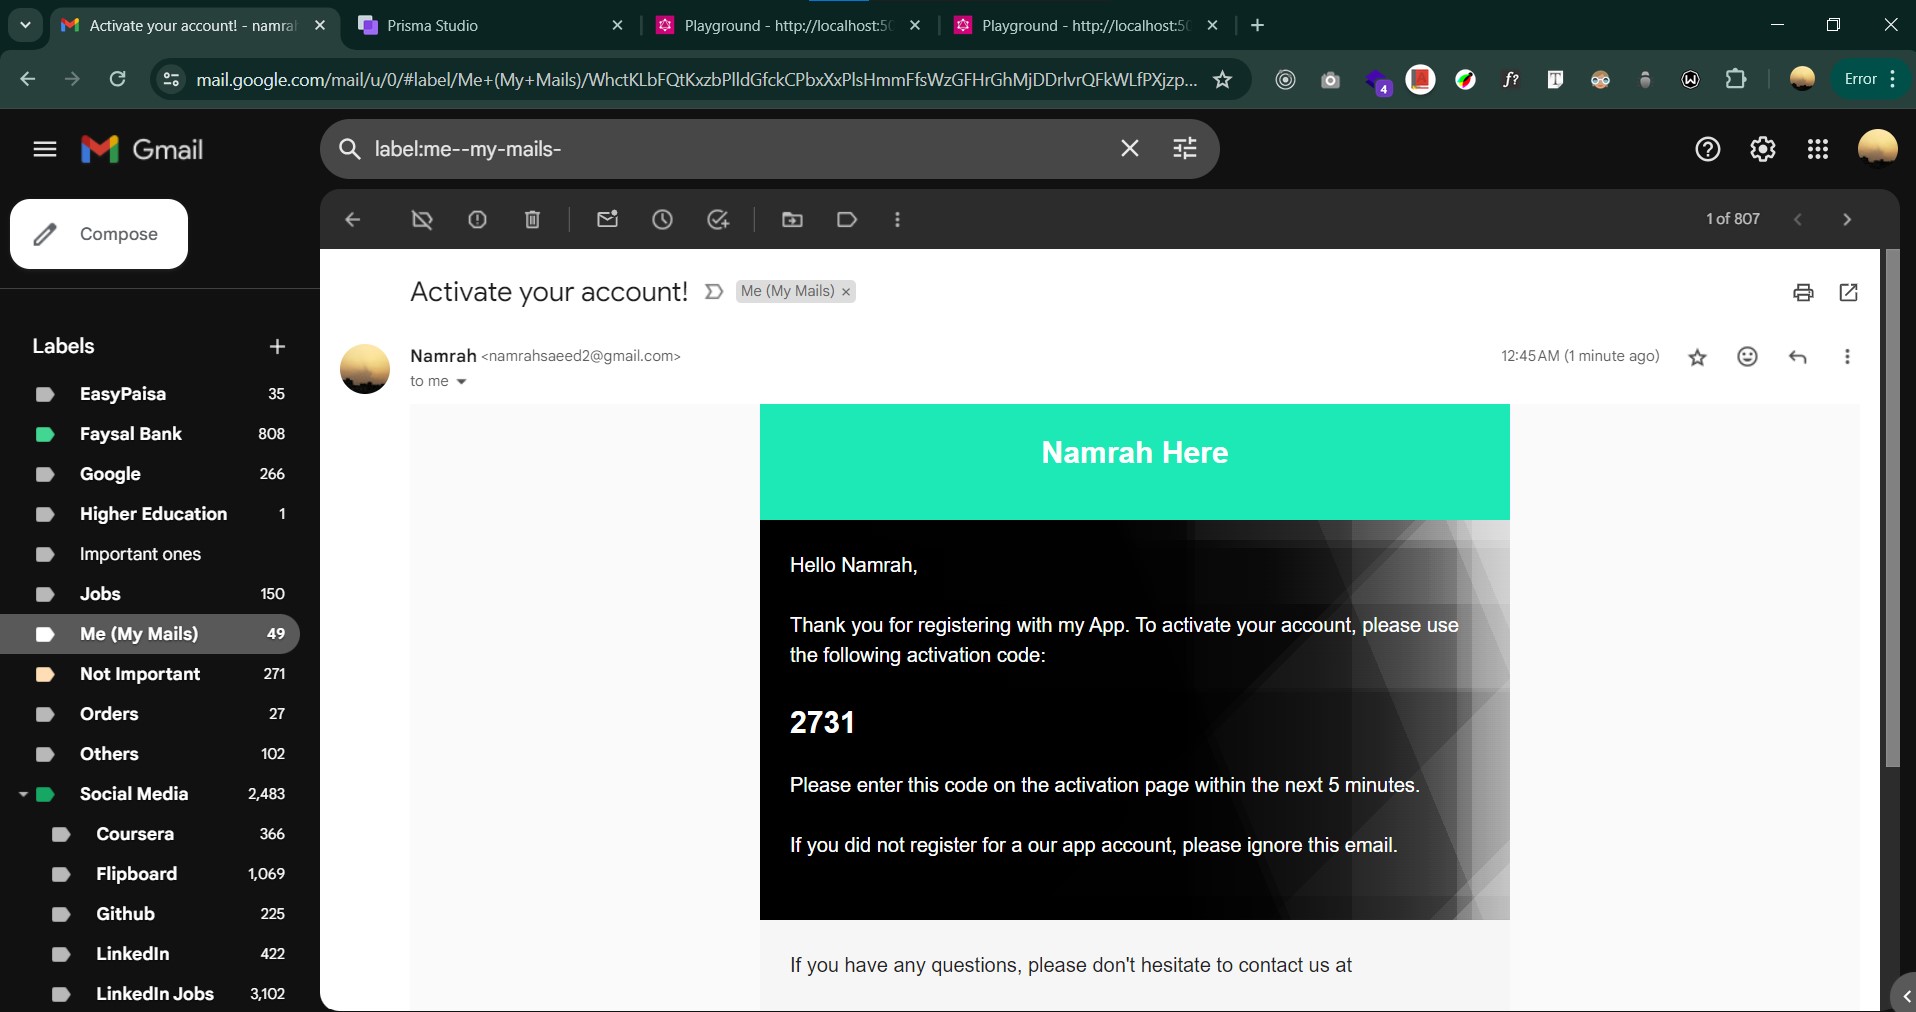 Activate your account! - namrah
Prisma Studio
Playground - http://localhost:50
Playground - http://localhost:50
mail.google.com/mail/u/0/#label/Me+(My+Mails)/WhctKLbFQtKxzbPlldGfckCPbxXxPlsHmmFfsWzGFHrGhMjDDrlvrQFkWLfPXjzp...
4
f?
T
Error
Gmail
label:me--my-mails-
Compose
1 of 807
Activate your account!
Me (My Mails) ×
Labels
Namrah <namrahsaeed2@gmail.com>
12:45 AM (1 minute ago)
to me
EasyPaisa 35
Faysal Bank 808
Google 266
Higher Education 1
Important ones
Jobs 150
Me (My Mails) 49
Not Important 271
Orders 27
Others 102
Social Media 2,483
Coursera 366
Flipboard 1,069
Github 225
LinkedIn 422
LinkedIn Jobs 3,102
Namrah Here
Hello Namrah,
Thank you for registering with my App. To activate your account, please use
the following activation code:
2731
Please enter this code on the activation page within the next 5 minutes.
If you did not register for a our app account, please ignore this email.
If you have any questions, please don't hesitate to contact us at